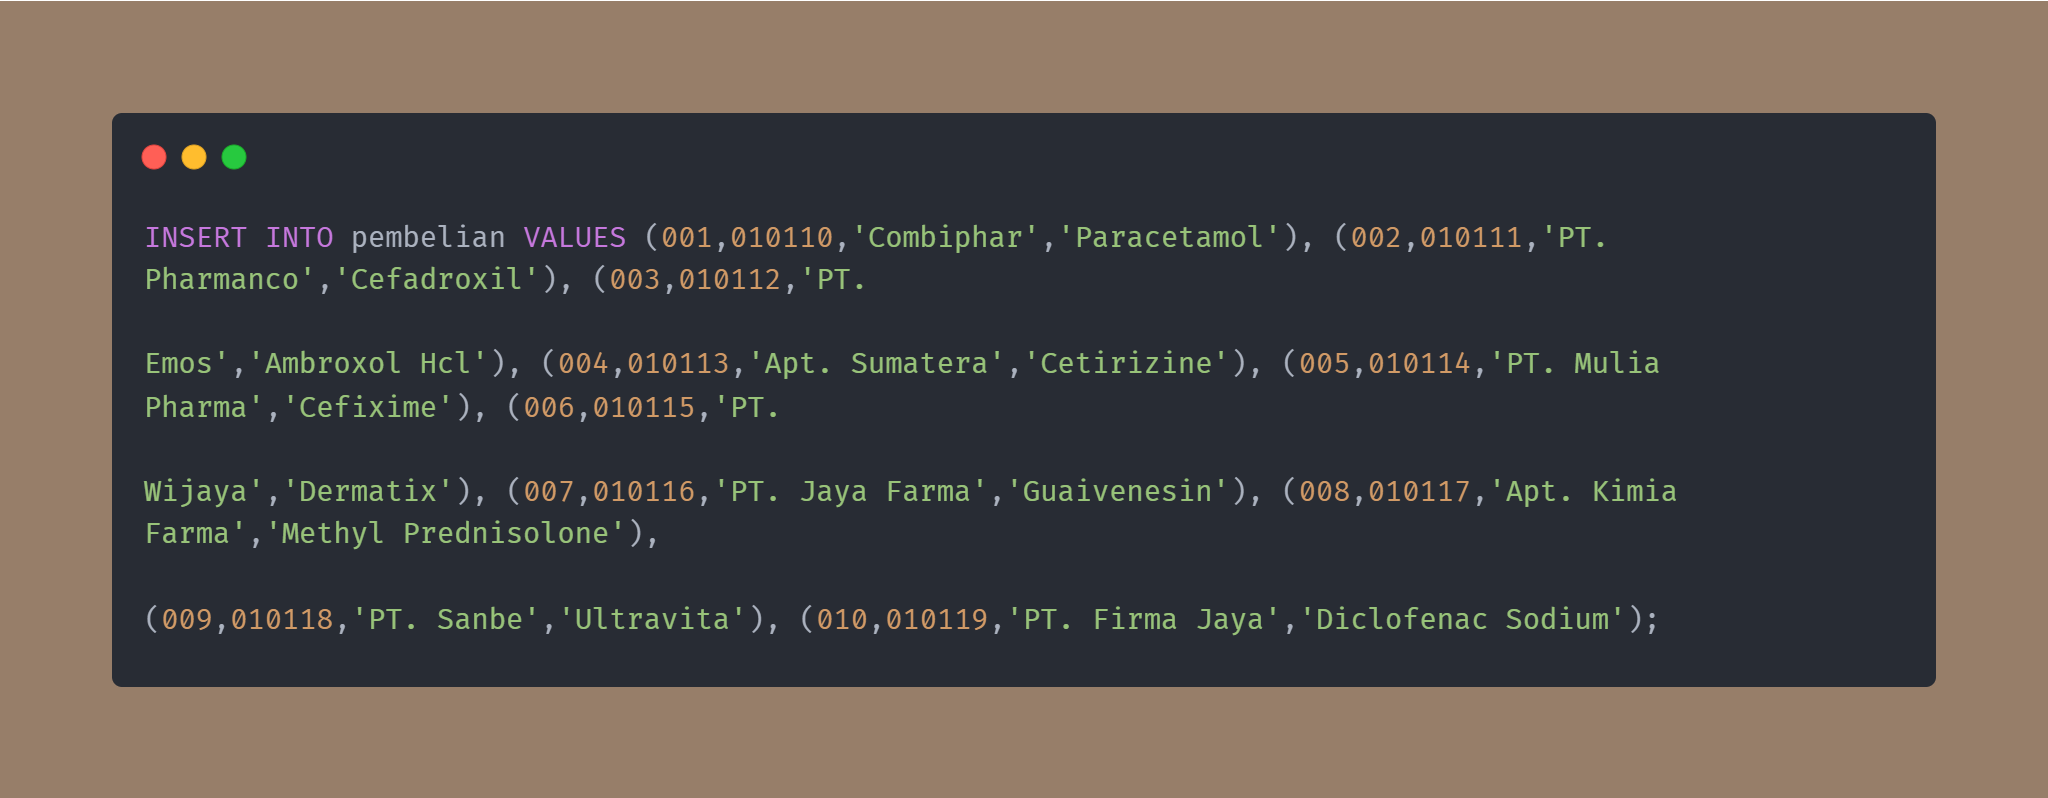 INSERT INTO pembelian VALUES (001,010110,'Combiphar','Paracetamol'), (002,010111,'PT.
Pharmanco','Cefadroxil'), (003,010112,'PT.
Emos','Ambroxol Hcl'), (004,010113,'Apt. Sumatera','Cetirizine'), (005,010114,'PT. Mulia
Pharma','Cefixime'), (006,010115,'PT.
Wijaya','Dermatix'), (007,010116,'PT. Jaya Farma','Guaivenesin'), (008,010117,'Apt. Kimia
Farma','Methyl Prednisolone'),
(009,010118,'PT. Sanbe','Ultravita'), (010,010119,'PT. Firma Jaya','Diclofenac Sodium');